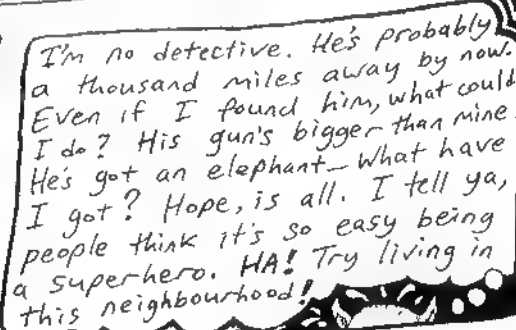 I'm no detective. He's probably
a thousand miles away by now.
Even if I found him, what could
I do? His gun's bigger than mine.
He's got an elephant—what have
I got? Hope, is all. I tell ya,
people think it's so easy being
a superhero. HA! Try living in
this neighbourhood!